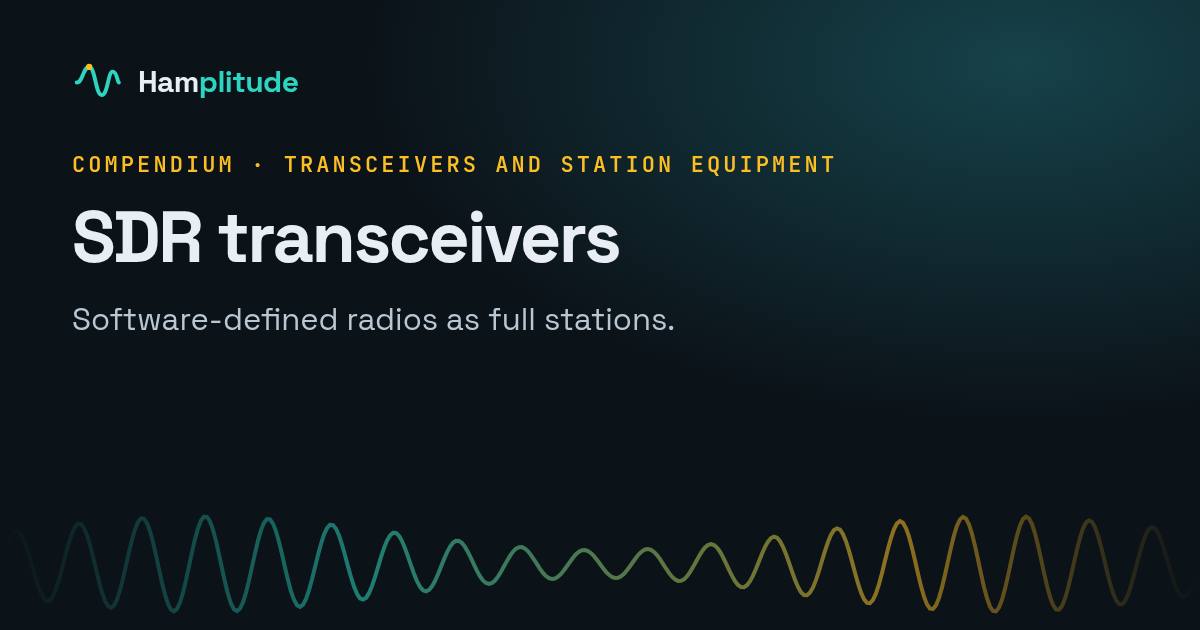 Hamplitude
COMPENDIUM · TRANSCEIVERS AND STATION EQUIPMENT
SDR transceivers
Software-defined radios as full stations.